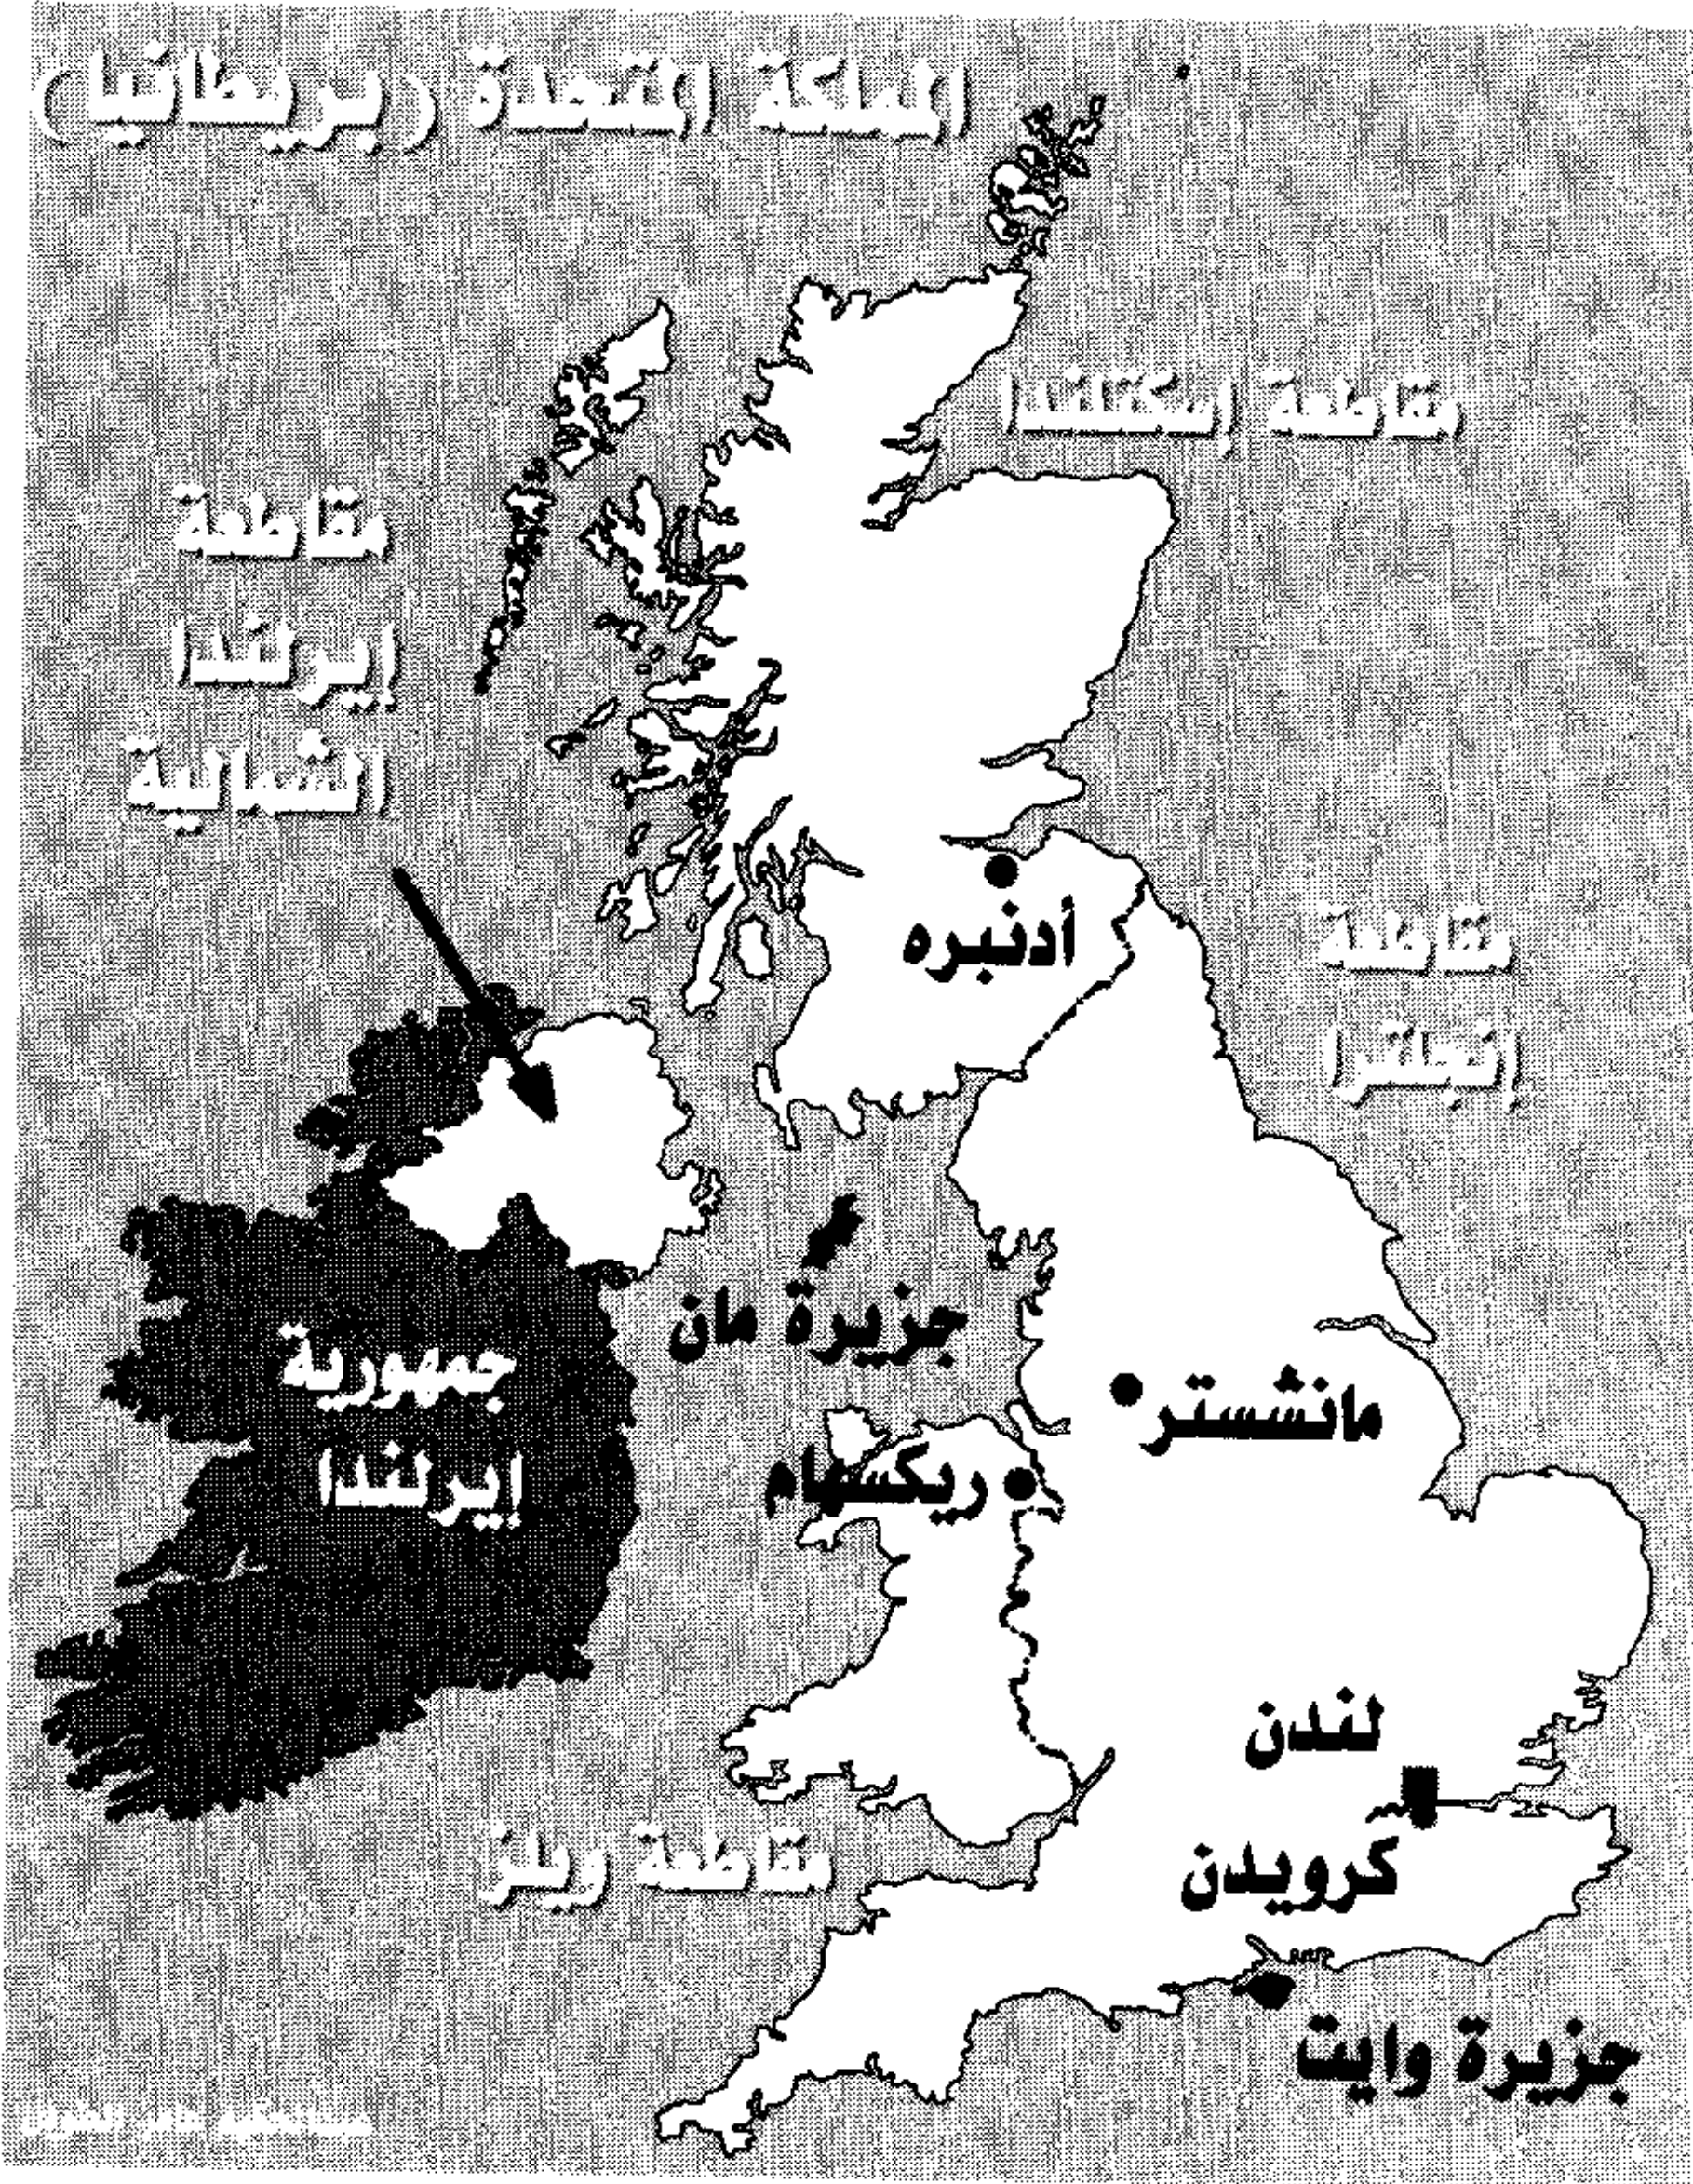 المملكة المتحدة (بريطانيا)
مقاطعة إسكتلندا
مقاطعة
إيرلندا
الشمالية
أدنبره
مقاطعة
إنجلترا
جزيرة مان
جمهورية
إيرلندا
مانشستر
ريكسهام
لندن
كرويدن
مقاطعة ويلز
جزيرة وايت